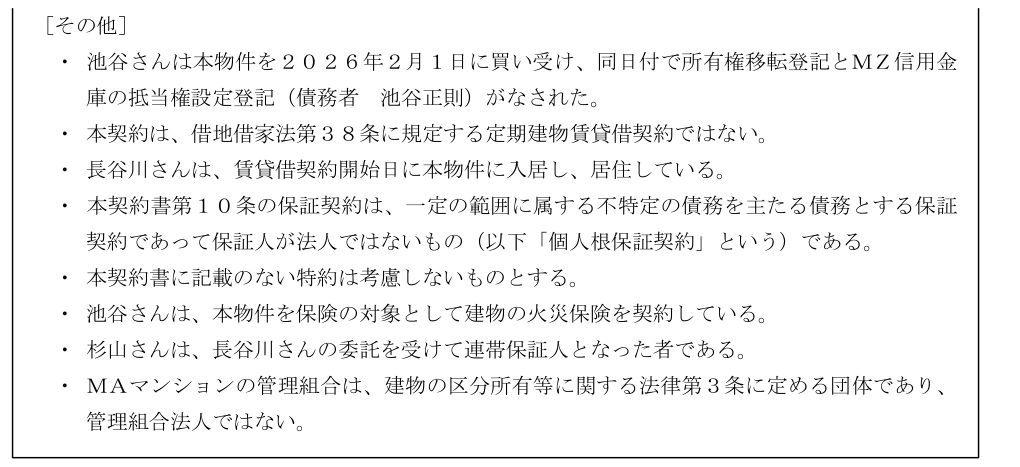 ［その他］
・ 池谷さんは本物件を２０２６年２月１日に買い受け、同日付で所有権移転登記とＭＺ信用金
庫の抵当権設定登記（債務者　池谷正則）がなされた。
・ 本契約は、借地借家法第３８条に規定する定期建物賃貸借契約ではない。
・ 長谷川さんは、賃貸借契約開始日に本物件に入居し、居住している。
・ 本契約書第１０条の保証契約は、一定の範囲に属する不特定の債務を主たる債務とする保証
契約であって保証人が法人ではないもの（以下「個人根保証契約」という）である。
・ 本契約書に記載のない特約は考慮しないものとする。
・ 池谷さんは、本物件を保険の対象として建物の火災保険を契約している。
・ 杉山さんは、長谷川さんの委託を受けて連帯保証人となった者である。
・ ＭＡマンションの管理組合は、建物の区分所有等に関する法律第３条に定める団体であり、
管理組合法人ではない。